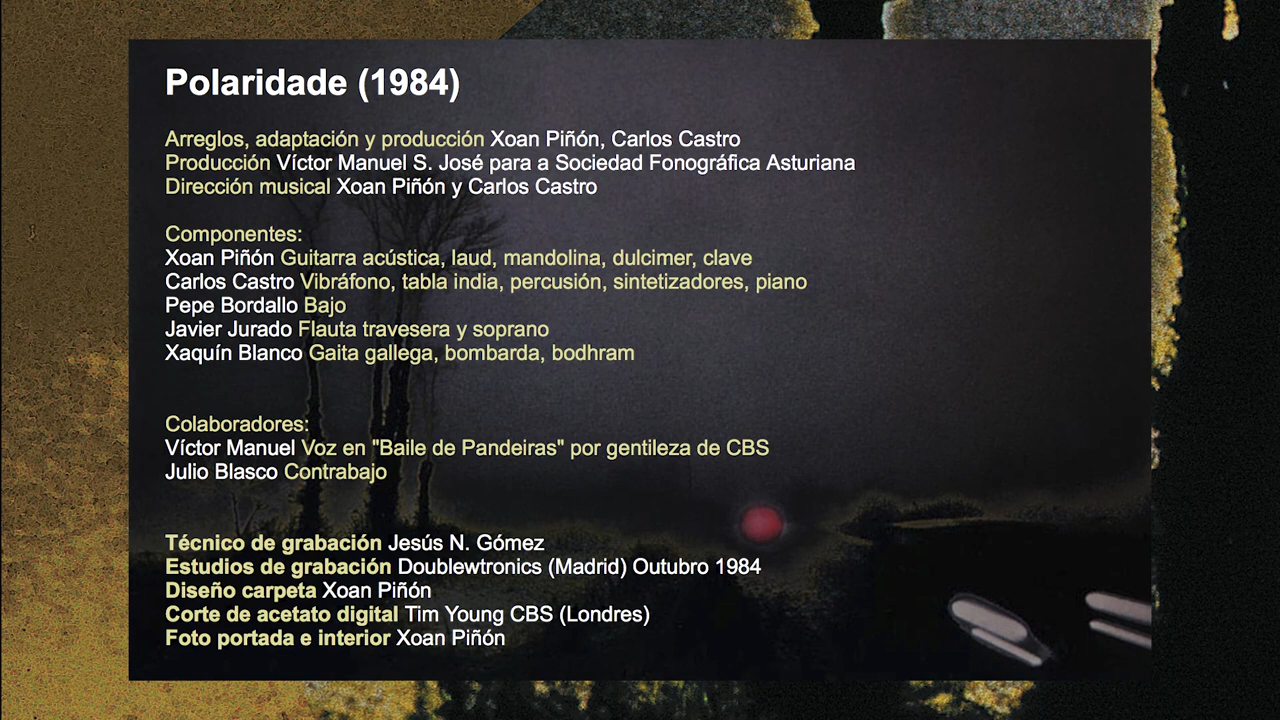 Polaridade (1984)
Arreglos, adaptación y producción Xoan Piñón, Carlos Castro
Producción Víctor Manuel S. José para a Sociedad Fonográfica Asturiana
Dirección musical Xoan Piñón y Carlos Castro
Componentes:
Xoan Piñón Guitarra acústica, laud, mandolina, dulcimer, clave
Carlos Castro Vibráfono, tabla india, percusión, sintetizadores, piano
Pepe Bordallo Bajo
Javier Jurado Flauta travesera y soprano
Xaquín Blanco Gaita gallega, bombarda, bodhram
Colaboradores:
Víctor Manuel Voz en "Baile de Pandeiras" por gentileza de CBS
Julio Blasco Contrabajo
Técnico de grabación Jesús N. Gómez
Estudios de grabación Doublewtronics (Madrid) Outubro 1984
Diseño carpeta Xoan Piñón
Corte de acetato digital Tim Young CBS (Londres)
Foto portada e interior Xoan Piñón